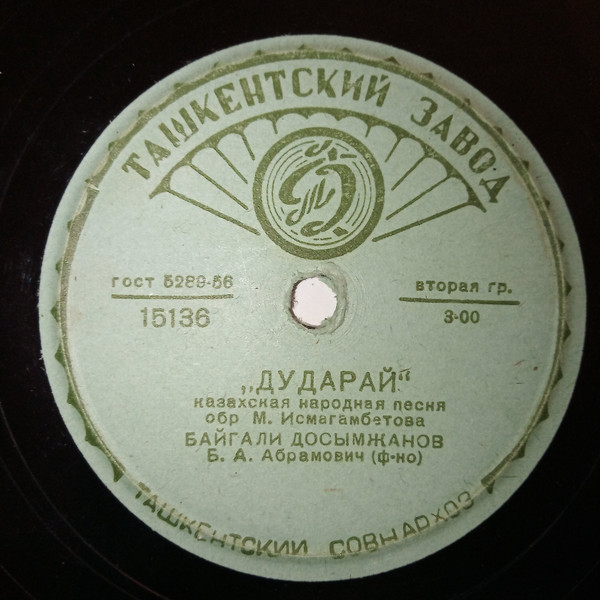 ТАШКЕНТСКИЙ ЗАВОД
гост 5289-56
15136
вторая гр.
3-00
„ДУДАРАЙ“
казахская народная песня
обр М. Исмагамбетова
БАЙГАЛИ ДОСЫМЖАНОВ
Б. А. Абрамович (ф-но)
ТАШКЕНТСКИЙ СОВНАРХОЗ